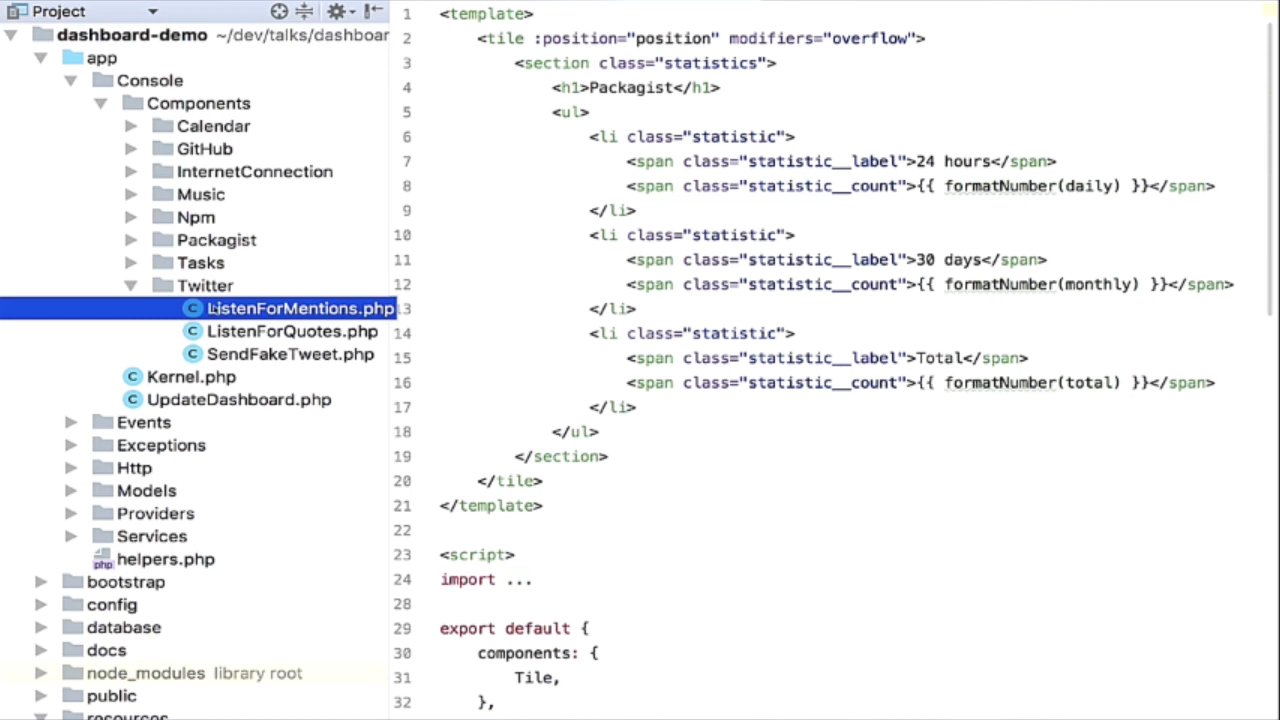 Project
dashboard-demo ~/dev/talks/dashboar
app
Console
Components
Calendar
GitHub
InternetConnection
Music
Npm
Packagist
Tasks
Twitter
ListenForMentions.php
ListenForQuotes.php
SendFakeTweet.php
Kernel.php
UpdateDashboard.php
Events
Exceptions
Http
Models
Providers
Services
php helpers.php
bootstrap
config
database
docs
node_modules library root
public
resources
1 <template>
2 <tile :position="position" modifiers="overflow">
3 <section class="statistics">
4 <h1>Packagist</h1>
5 <ul>
6 <li class="statistic">
7 <span class="statistic__label">24 hours</span>
8 <span class="statistic__count">{{ formatNumber(daily) }}</span>
9 </li>
10 <li class="statistic">
11 <span class="statistic__label">30 days</span>
12 <span class="statistic__count">{{ formatNumber(monthly) }}</span>
13 </li>
14 <li class="statistic">
15 <span class="statistic__label">Total</span>
16 <span class="statistic__count">{{ formatNumber(total) }}</span>
17 </li>
18 </ul>
19 </section>
20 </tile>
21 </template>
22
23 <script>
24 import ...
28
29 export default {
30 components: {
31 Tile,
32 },